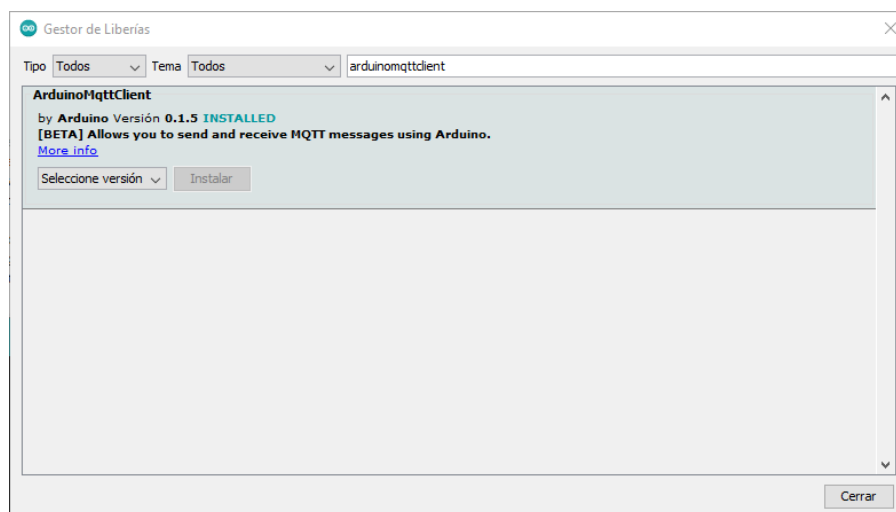 Gestor de Liberías
Tipo Todos Tema Todos arduinomqttclient
ArduinoMqttClient
by Arduino Versión 0.1.5 INSTALLED
[BETA] Allows you to send and receive MQTT messages using Arduino.
More info
Seleccione versión Instalar
Cerrar